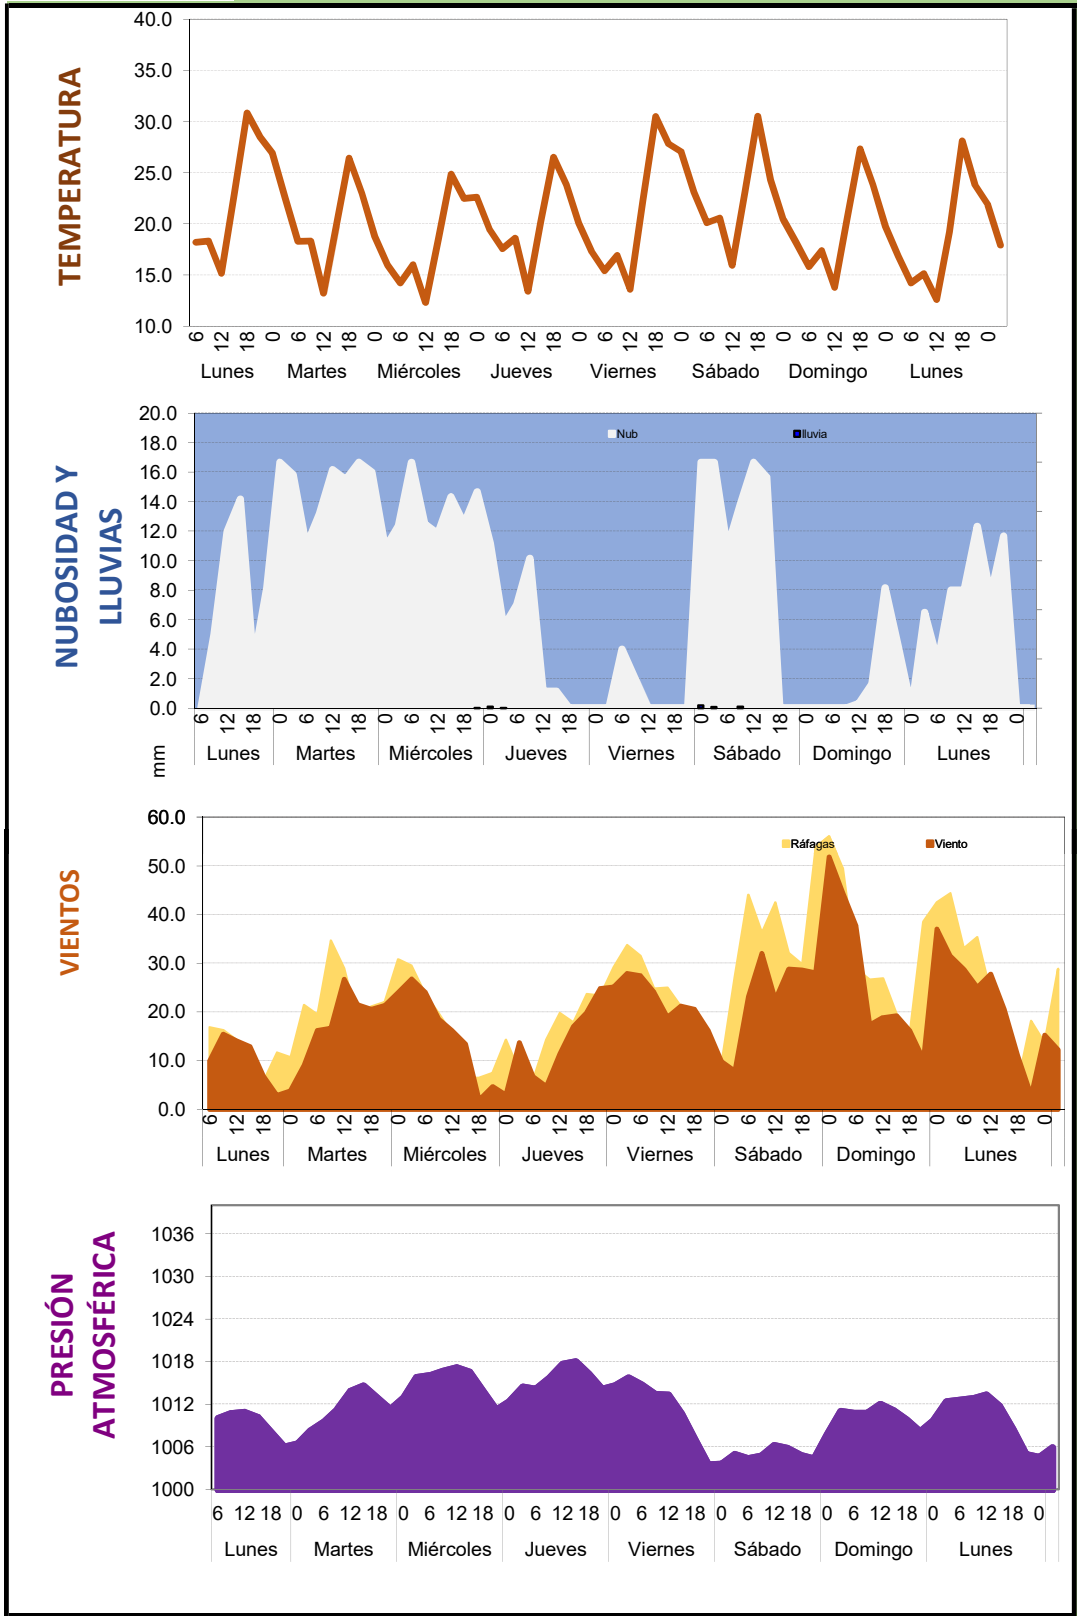 TEMPERATURA
40.0
35.0
30.0
25.0
20.0
15.0
10.0
6 12 18 0 6 12 18 0 6 12 18 0 6 12 18 0 6 12 18 0 6 12 18 0 6 12 18 0 6 12 18 0
Lunes Martes Miércoles Jueves Viernes Sábado Domingo Lunes
NUBOSIDAD Y
LLUVIAS
20.0
18.0
16.0
14.0
12.0
10.0
8.0
6.0
4.0
2.0
0.0
mm
Nub lluvia
6 12 18 0 6 12 18 0 6 12 18 0 6 12 18 0 6 12 18 0 6 12 18 0 6 12 18 0 6 12 18 0
Lunes Martes Miércoles Jueves Viernes Sábado Domingo Lunes
VIENTOS
60.0
50.0
40.0
30.0
20.0
10.0
0.0
Ráfagas Viento
6 12 18 0 6 12 18 0 6 12 18 0 6 12 18 0 6 12 18 0 6 12 18 0 6 12 18 0 6 12 18 0
Lunes Martes Miércoles Jueves Viernes Sábado Domingo Lunes
PRESIÓN
ATMOSFÉRICA
1036
1030
1024
1018
1012
1006
1000
6 12 18 0 6 12 18 0 6 12 18 0 6 12 18 0 6 12 18 0 6 12 18 0 6 12 18 0 6 12 18 0
Lunes Martes Miércoles Jueves Viernes Sábado Domingo Lunes